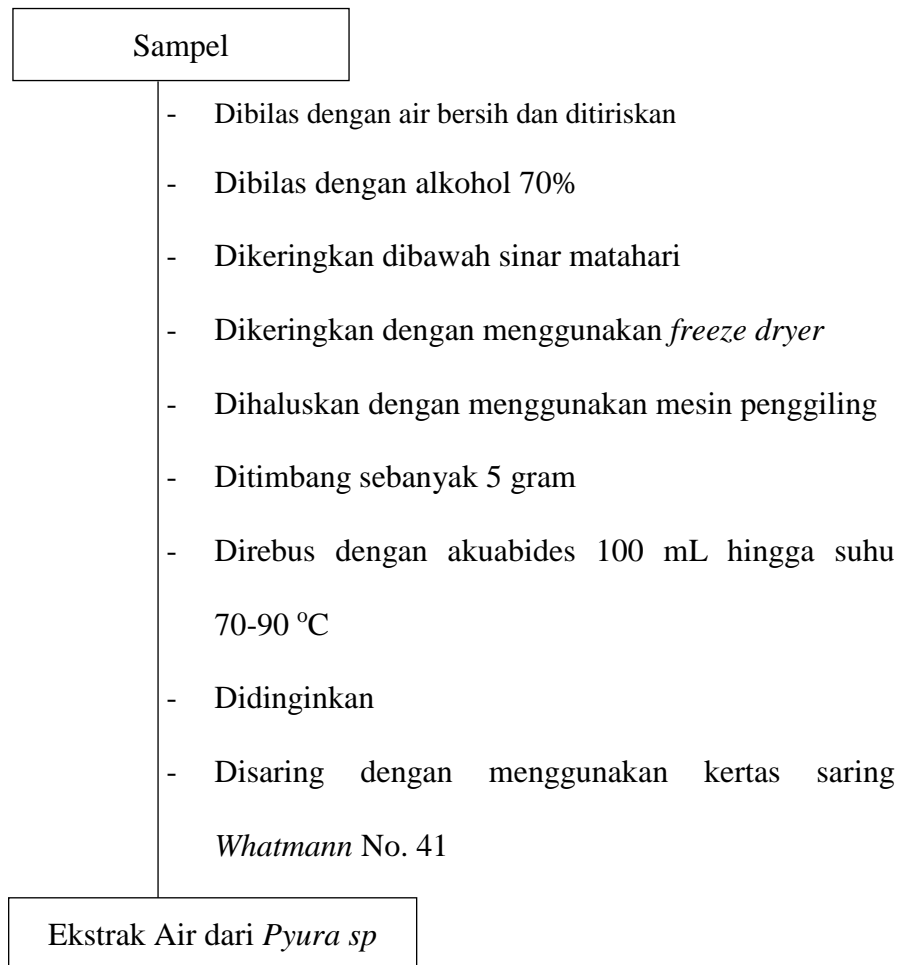 Sampel
- Dibilas dengan air bersih dan ditiriskan
- Dibilas dengan alkohol 70%
- Dikeringkan dibawah sinar matahari
- Dikeringkan dengan menggunakan freeze dryer
- Dihaluskan dengan menggunakan mesin penggiling
- Ditimbang sebanyak 5 gram
- Direbus dengan akuabides 100 mL hingga suhu
70-90 °C
- Didinginkan
- Disaring dengan menggunakan kertas saring
Whatmann No. 41
Ekstrak Air dari Pyura sp